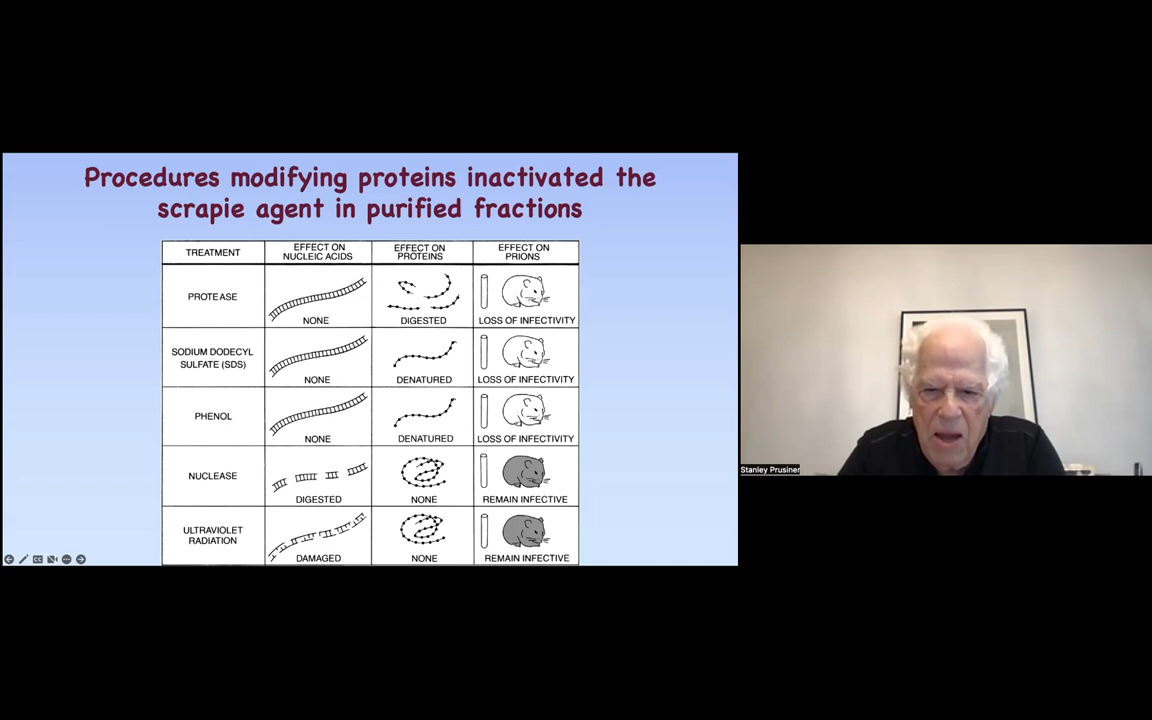 Procedures modifying proteins inactivated the
scrapie agent in purified fractions
TREATMENT
EFFECT ON
NUCLEIC ACIDS
EFFECT ON
PROTEINS
EFFECT ON
PRIONS
PROTEASE
NONE
DIGESTED
LOSS OF INFECTIVITY
SODIUM DODECYL
SULFATE (SDS)
NONE
DENATURED
LOSS OF INFECTIVITY
PHENOL
NONE
DENATURED
LOSS OF INFECTIVITY
NUCLEASE
DIGESTED
NONE
REMAIN INFECTIVE
ULTRAVIOLET
RADIATION
DAMAGED
NONE
REMAIN INFECTIVE
Stanley Prusiner